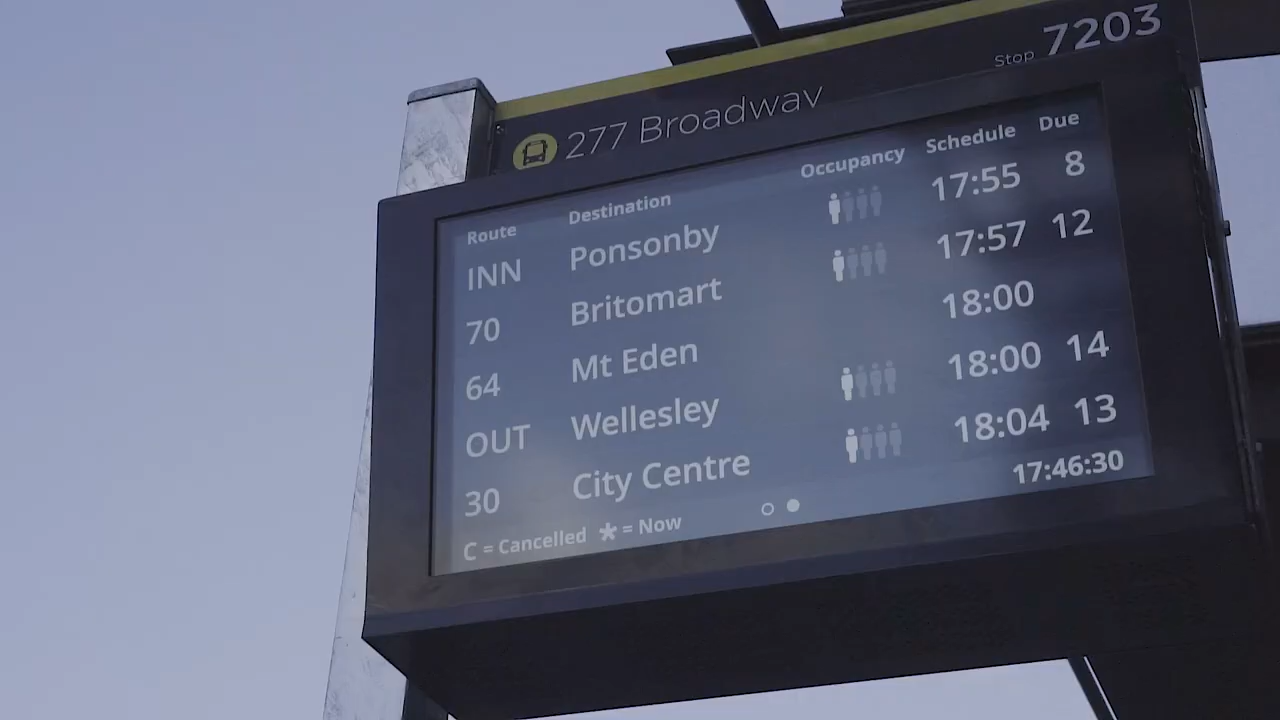 Stop 7203
277 Broadway
Route Destination Occupancy Schedule Due
INN Ponsonby 17:55 8
70 Britomart 17:57 12
64 Mt Eden 18:00
OUT Wellesley 18:00 14
30 City Centre 18:04 13
C = Cancelled * = Now 17:46:30